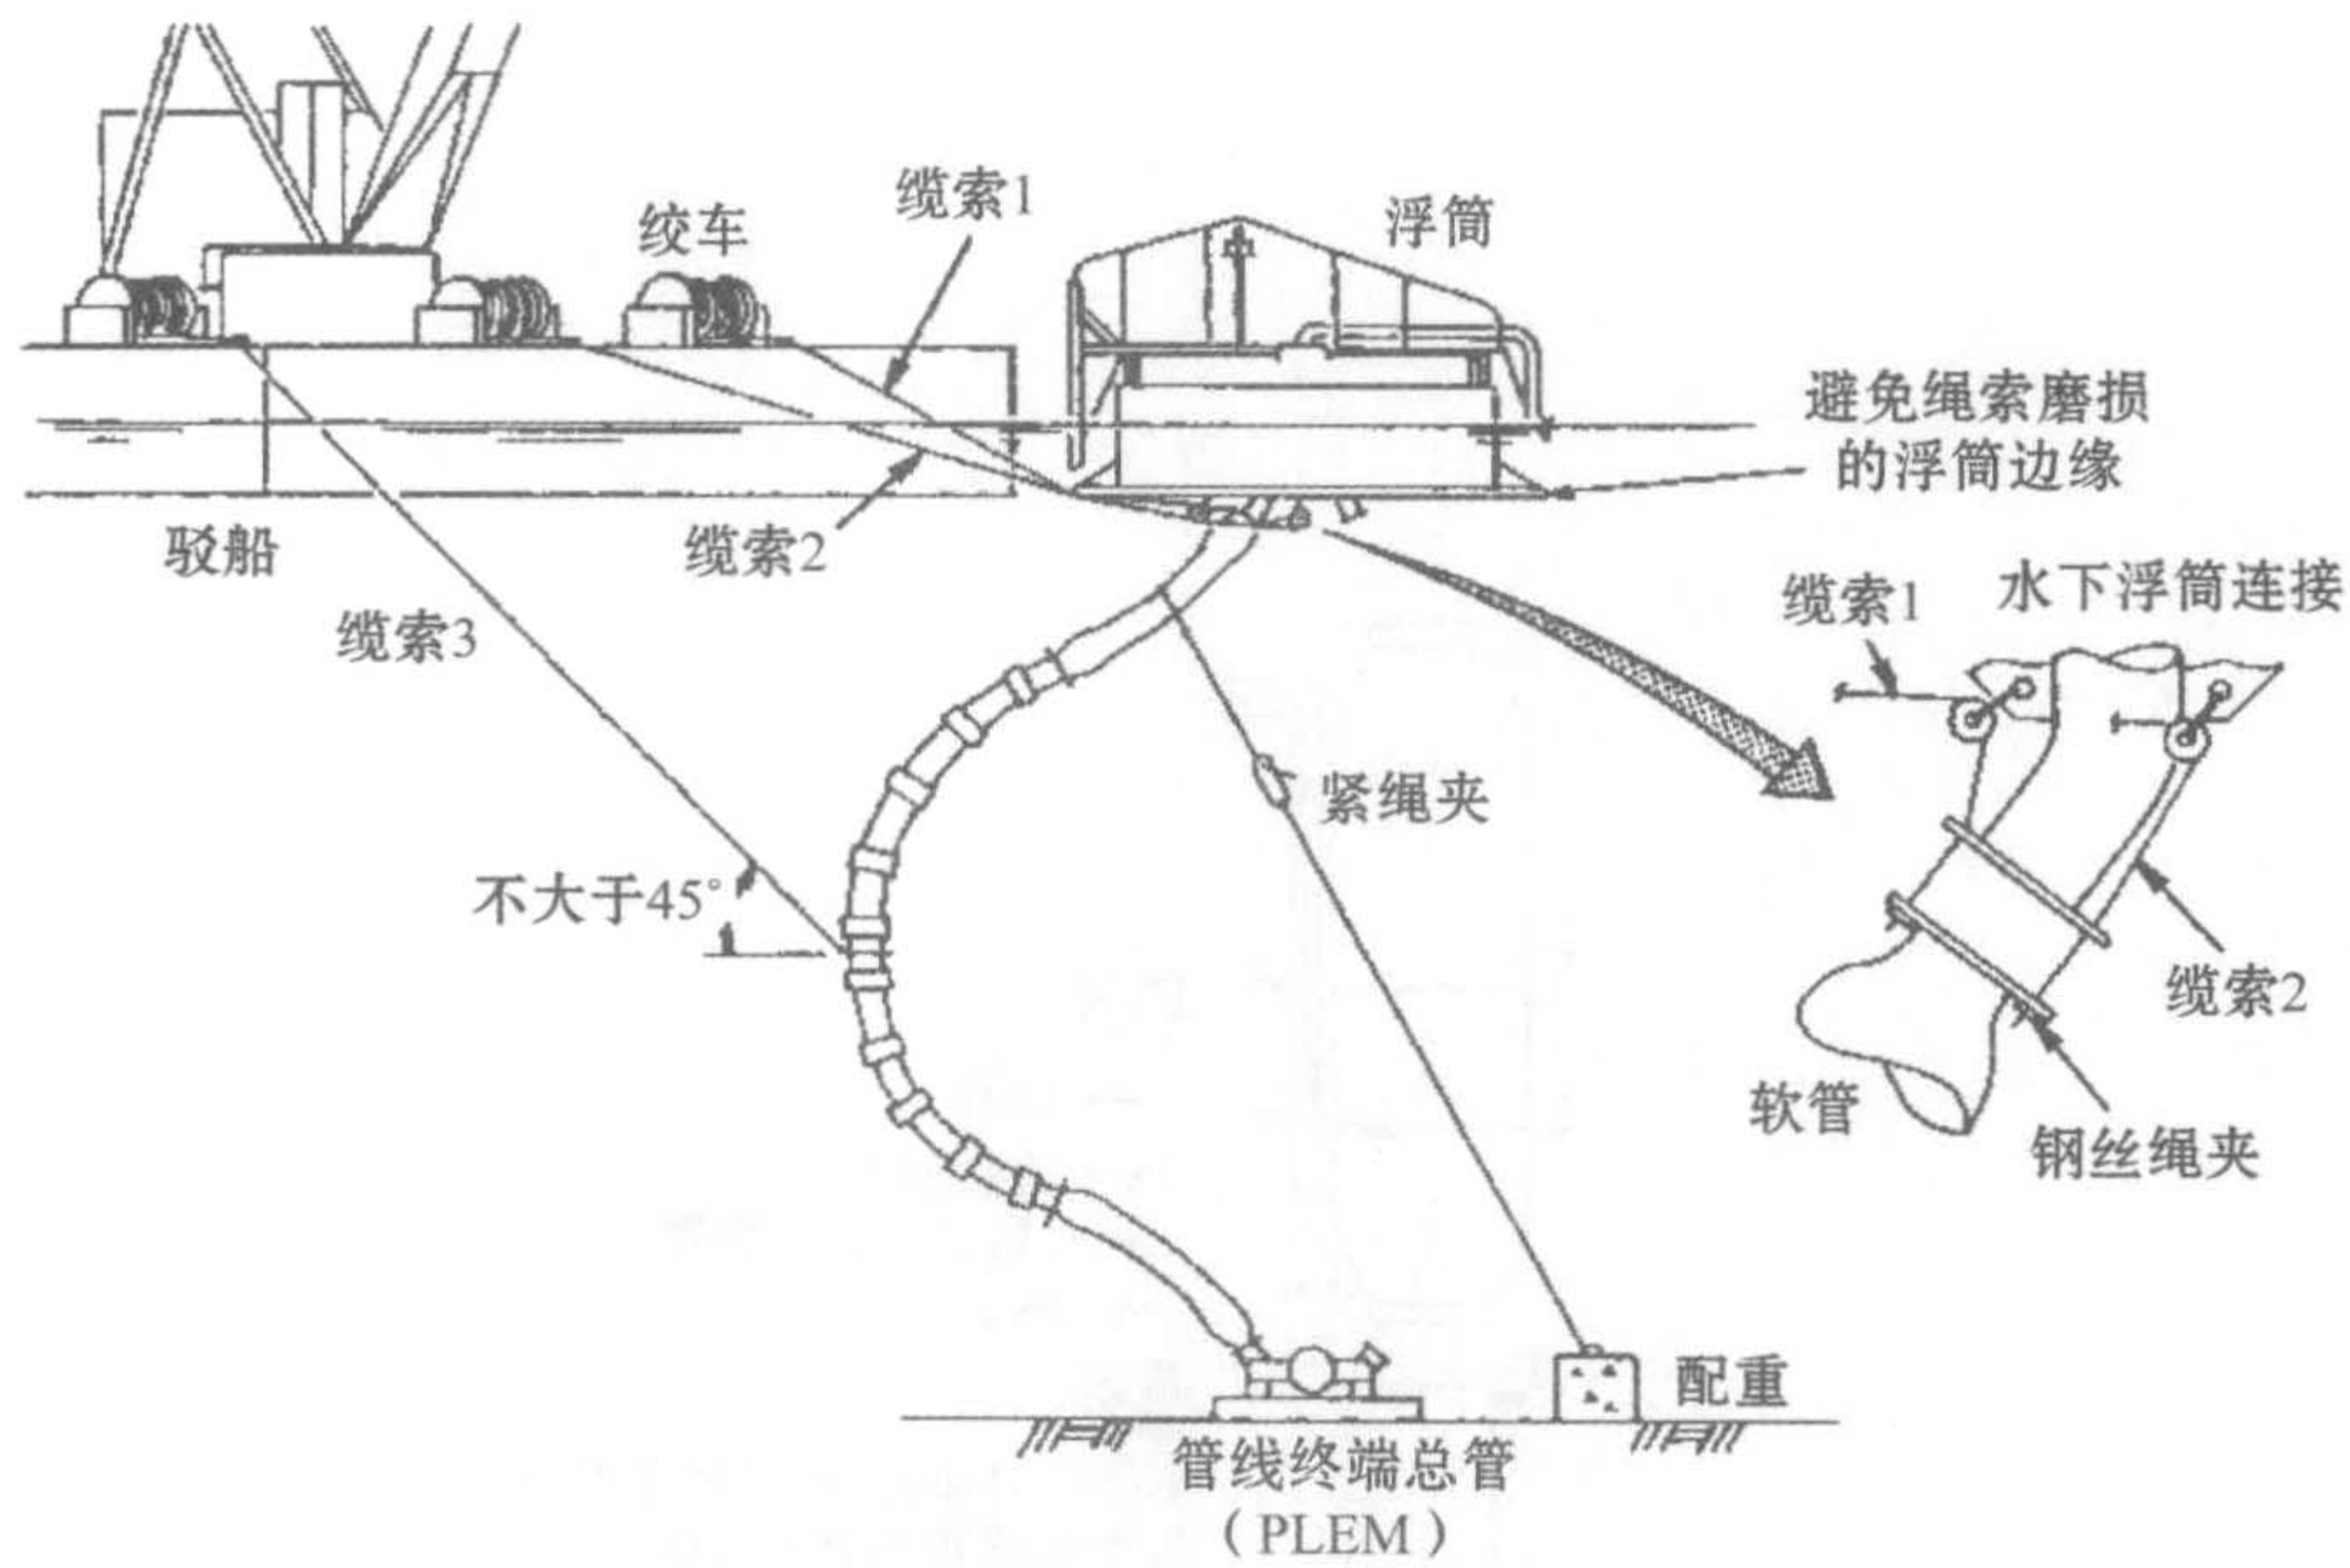 缆索1
绞车
浮筒
避免绳索磨损
的浮筒边缘
驳船
缆索2
缆索3
水下浮筒连接
缆索1
紧绳夹
不大于45°
缆索2
软管
钢丝绳夹
配重
管线终端总管
（PLEM）